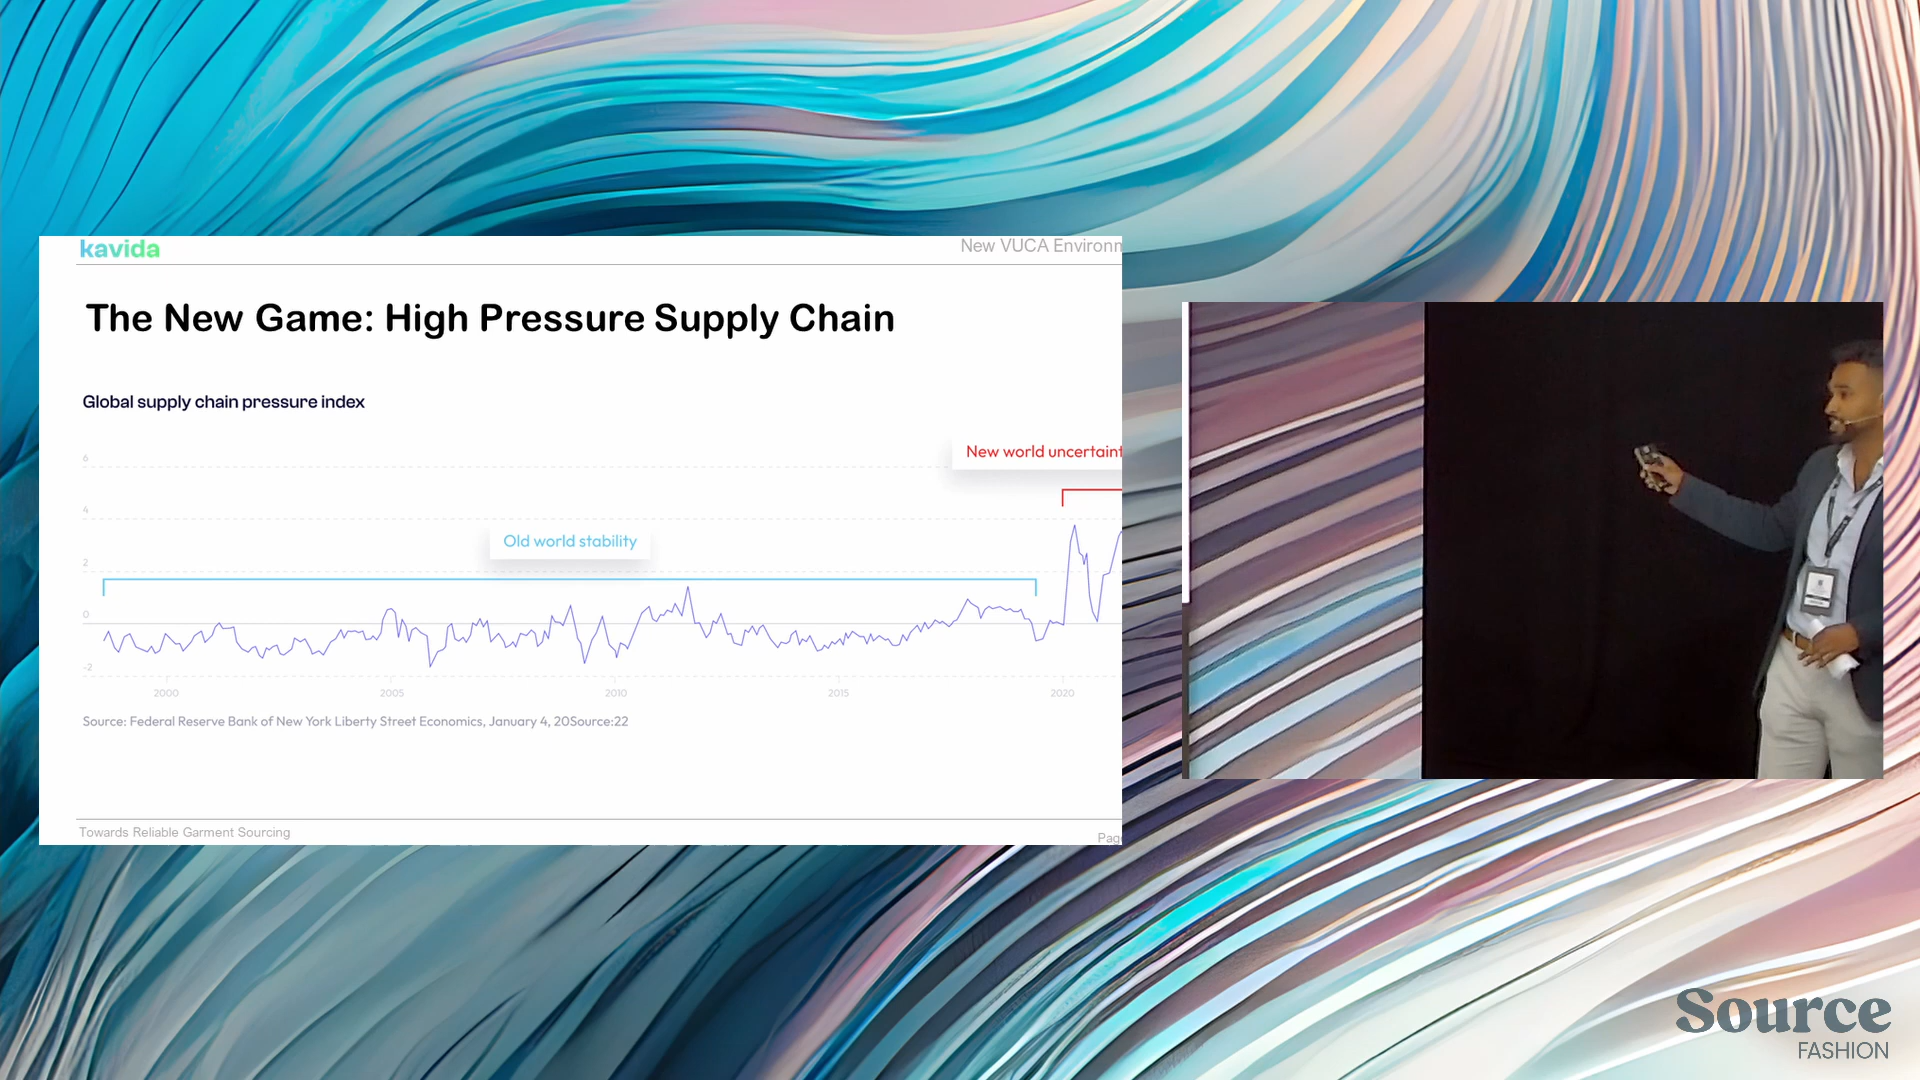 kavida
New VUCA Environm
The New Game: High Pressure Supply Chain
Global supply chain pressure index
New world uncertaint
Old world stability
6
4
2
0
-2
2000
2005
2010
2015
2020
Source: Federal Reserve Bank of New York Liberty Street Economics, January 4, 20Source:22
Towards Reliable Garment Sourcing
Pag
Source
FASHION